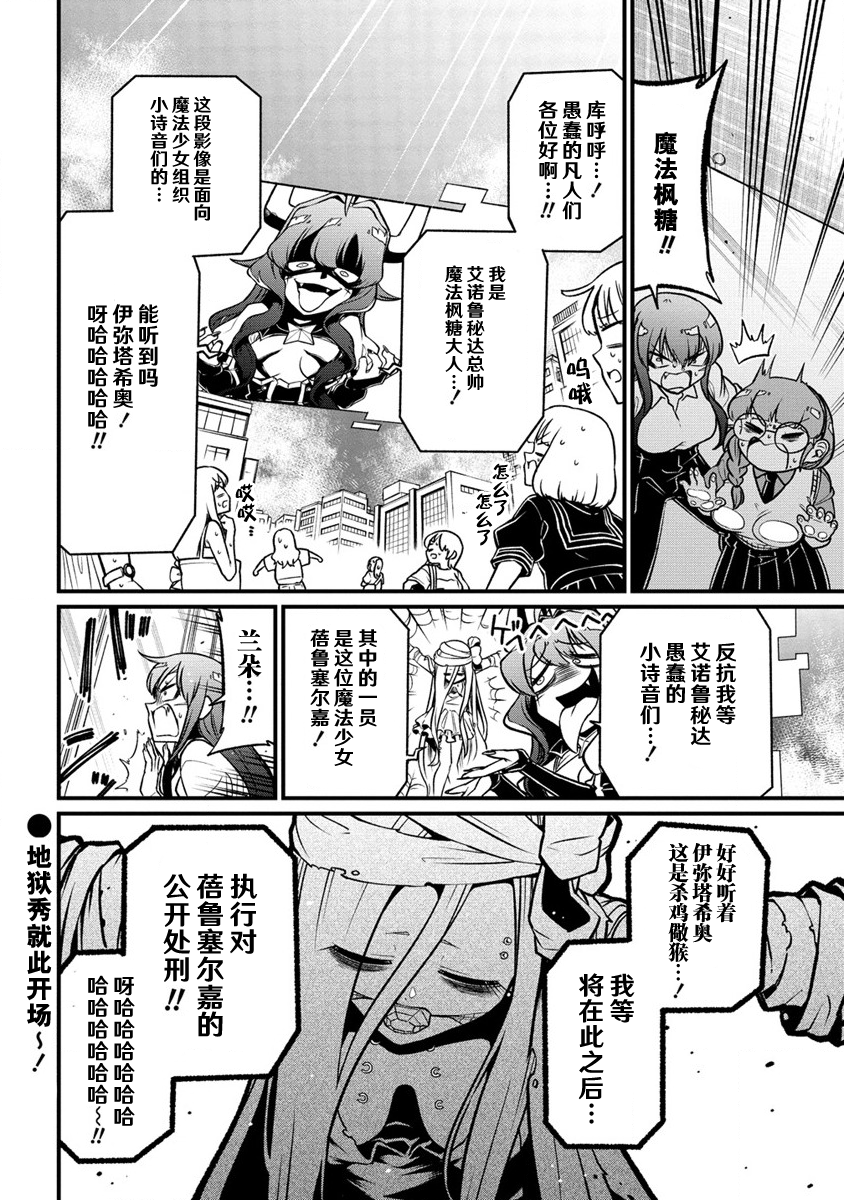 魔法枫糖!!
库呼呼…!
愚蠢的凡人们
各位好啊…!!
我是
艾诺鲁秘达总帅
魔法枫糖大人…!
这段影像是面向
魔法少女组织
小诗音们的…
能听到吗
伊弥塔希奥!
呀哈哈哈哈哈!!
呜哦
怎么了
怎么了
哎哎…
反抗我等
艾诺鲁秘达
愚蠢的
小诗音们…!
ゲヘヘヘ
其中的一员
是这位魔法少女
蓓鲁塞尔嘉!
兰朵…!!
好好听着
伊弥塔希奥
这是杀鸡儆猴…!
我等
将在此之后…
执行对
蓓鲁塞尔嘉的
公开处刑!!
呀哈哈哈哈哈哈
哈哈哈哈哈哈~!!
●地狱秀就此开场~!